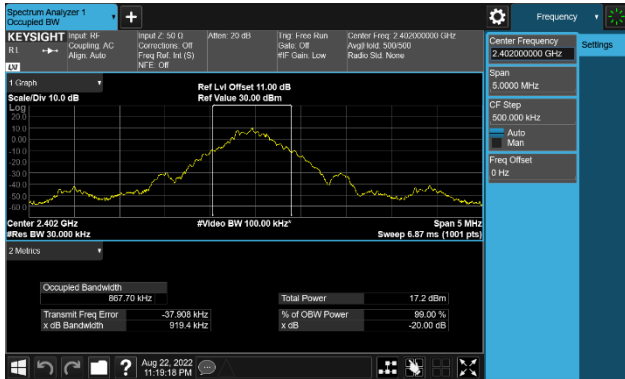 Spectrum Analyzer 1
Occupied BW
+
Frequency
KEYSIGHT Input: RF
R L Coupling: AC
Align: Auto
LXI
Input Z: 50 Ω
Corrections: Off
Freq Ref: Int (S)
NFE: Off
Atten: 20 dB
Trig: Free Run
Gate: Off
#IF Gain: Low
Center Freq: 2.402000000 GHz
Avg|Hold: 500/500
Radio Std: None
Center Frequency
2.402000000 GHz
Settings
Span
5.0000 MHz
CF Step
500.000 kHz
Auto
Man
Freq Offset
0 Hz
1 Graph
Scale/Div 10.0 dB
Ref Lvl Offset 11.00 dB
Ref Value 30.00 dBm
Log
20.0
10.0
0.00
-10.0
-20.0
-30.0
-40.0
-50.0
-60.0
Center 2.402 GHz
#Res BW 30.000 kHz
#Video BW 100.00 kHz*
Span 5 MHz
Sweep 6.87 ms (1001 pts)
2 Metrics
Occupied Bandwidth
867.70 kHz
Total Power 17.2 dBm
Transmit Freq Error -37.908 kHz
% of OBW Power 99.00 %
x dB Bandwidth 919.4 kHz
x dB -20.00 dB
?
Aug 22, 2022
11:19:18 PM